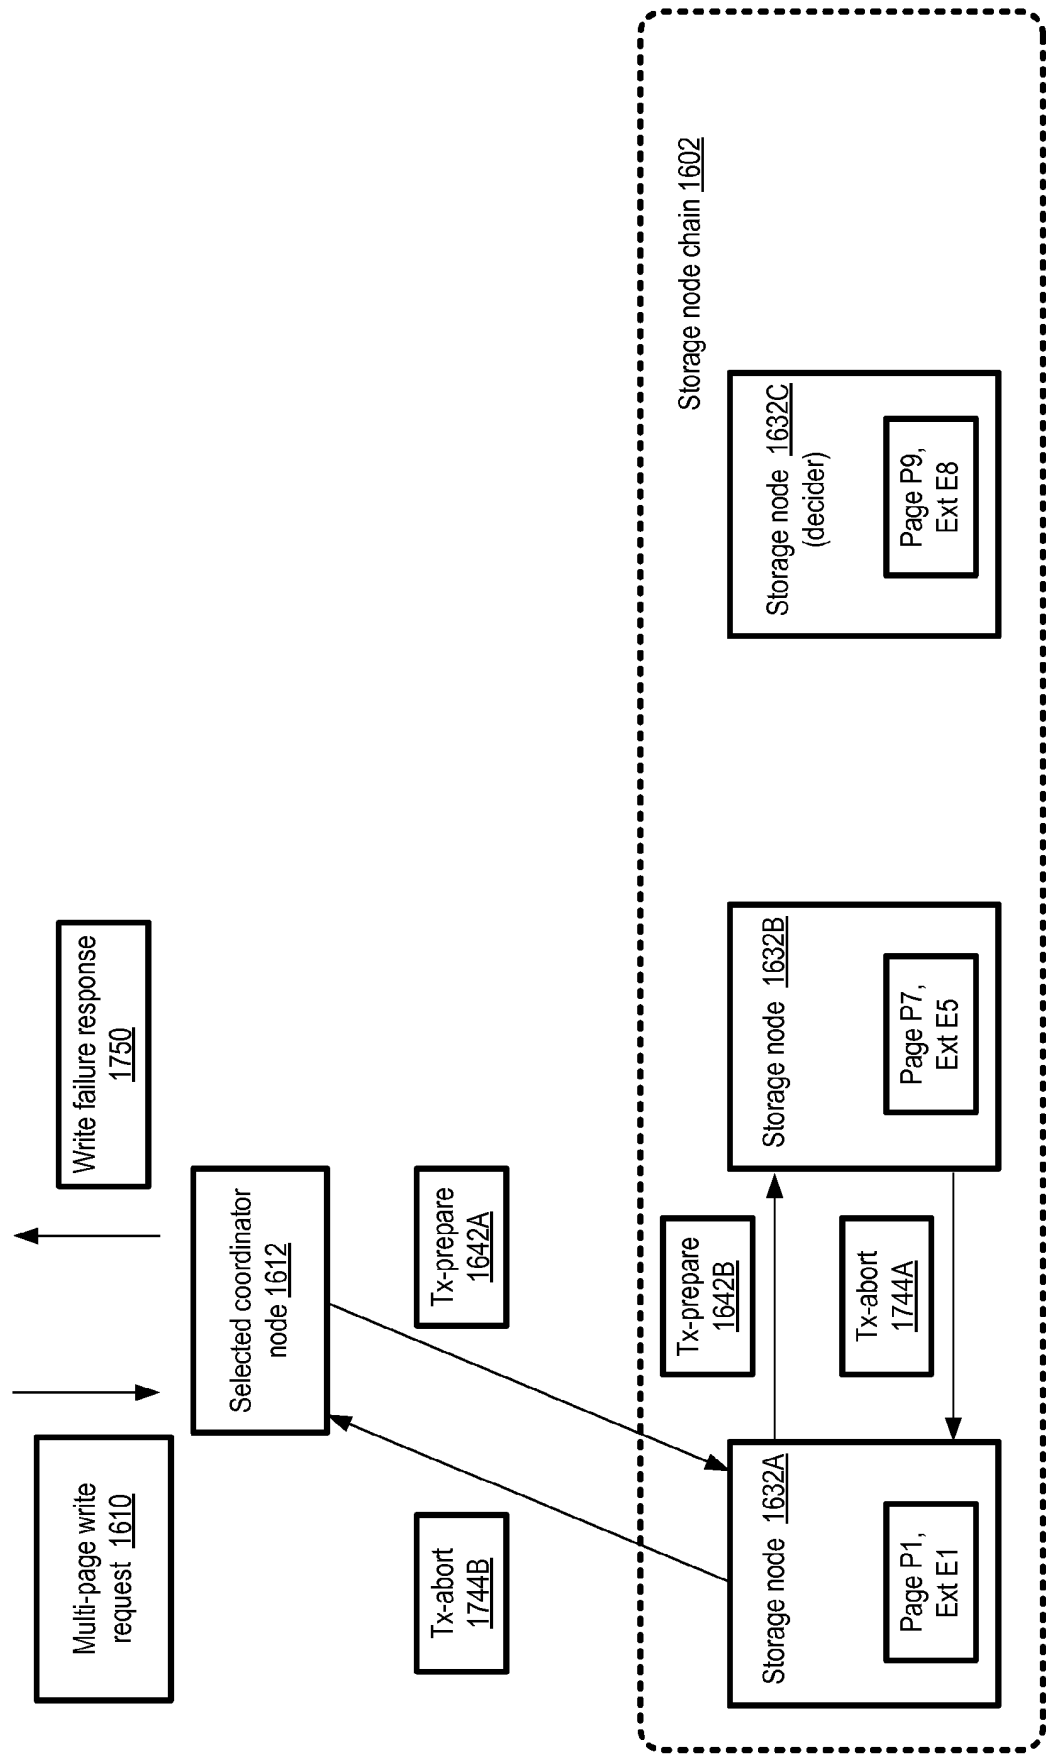 Multi-page write
request 1610
Write failure response
1750
Selected coordinator
node 1612
Tx-abort
1744B
Tx-prepare
1642A
Storage node chain 1602
Tx-prepare
1642B
Tx-abort
1744A
Storage node 1632A
Page P1,
Ext E1
Storage node 1632B
Page P7,
Ext E5
Storage node 1632C
(decider)
Page P9,
Ext E8